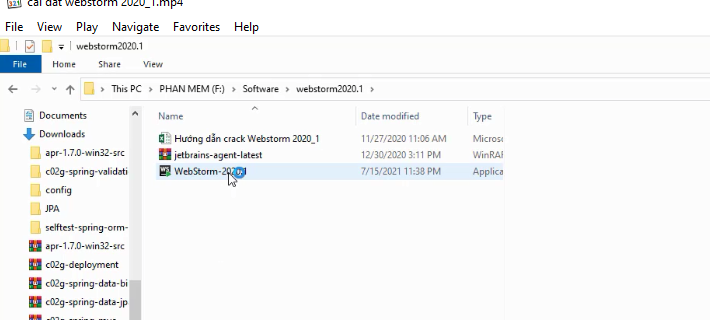 cai dat webstorm 2020_1.mp4
File View Play Navigate Favorites Help
webstorm2020.1
File Home Share View
This PC PHAN MEM (F:) Software webstorm2020.1
Name Date modified Type
Documents
Downloads
Hướng dẫn crack Webstorm 2020_1 11/27/2020 11:06 AM Microso
apr-1.7.0-win32-src
jetbrains-agent-latest 12/30/2020 3:11 PM WinRAR
c02g-spring-validati
WebStorm-20 7/15/2021 11:38 PM Applica
config
JPA
selftest-spring-orm-
apr-1.7.0-win32-src
c02g-deployment
c02g-spring-data-bi
c02g-spring-data-jp